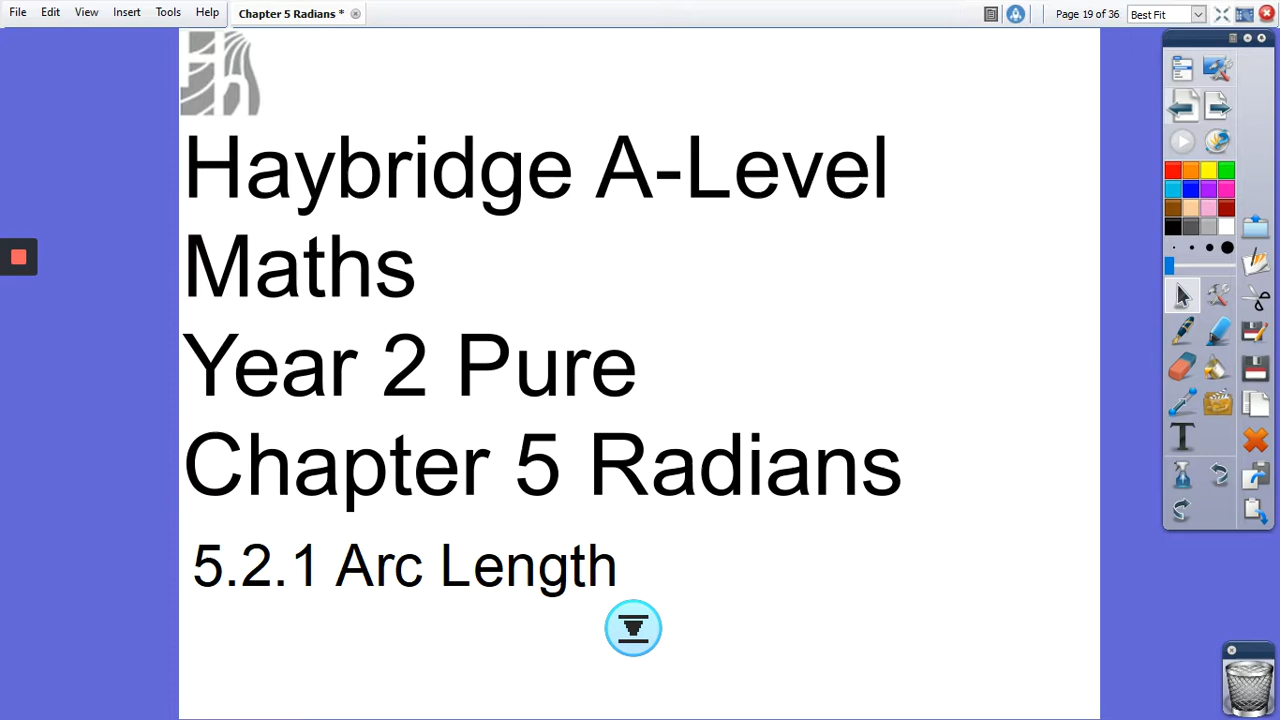 File Edit View Insert Tools Help
Chapter 5 Radians *
Page 19 of 36
Best Fit
Haybridge A-Level
Maths
Year 2 Pure
Chapter 5 Radians
5.2.1 Arc Length
T